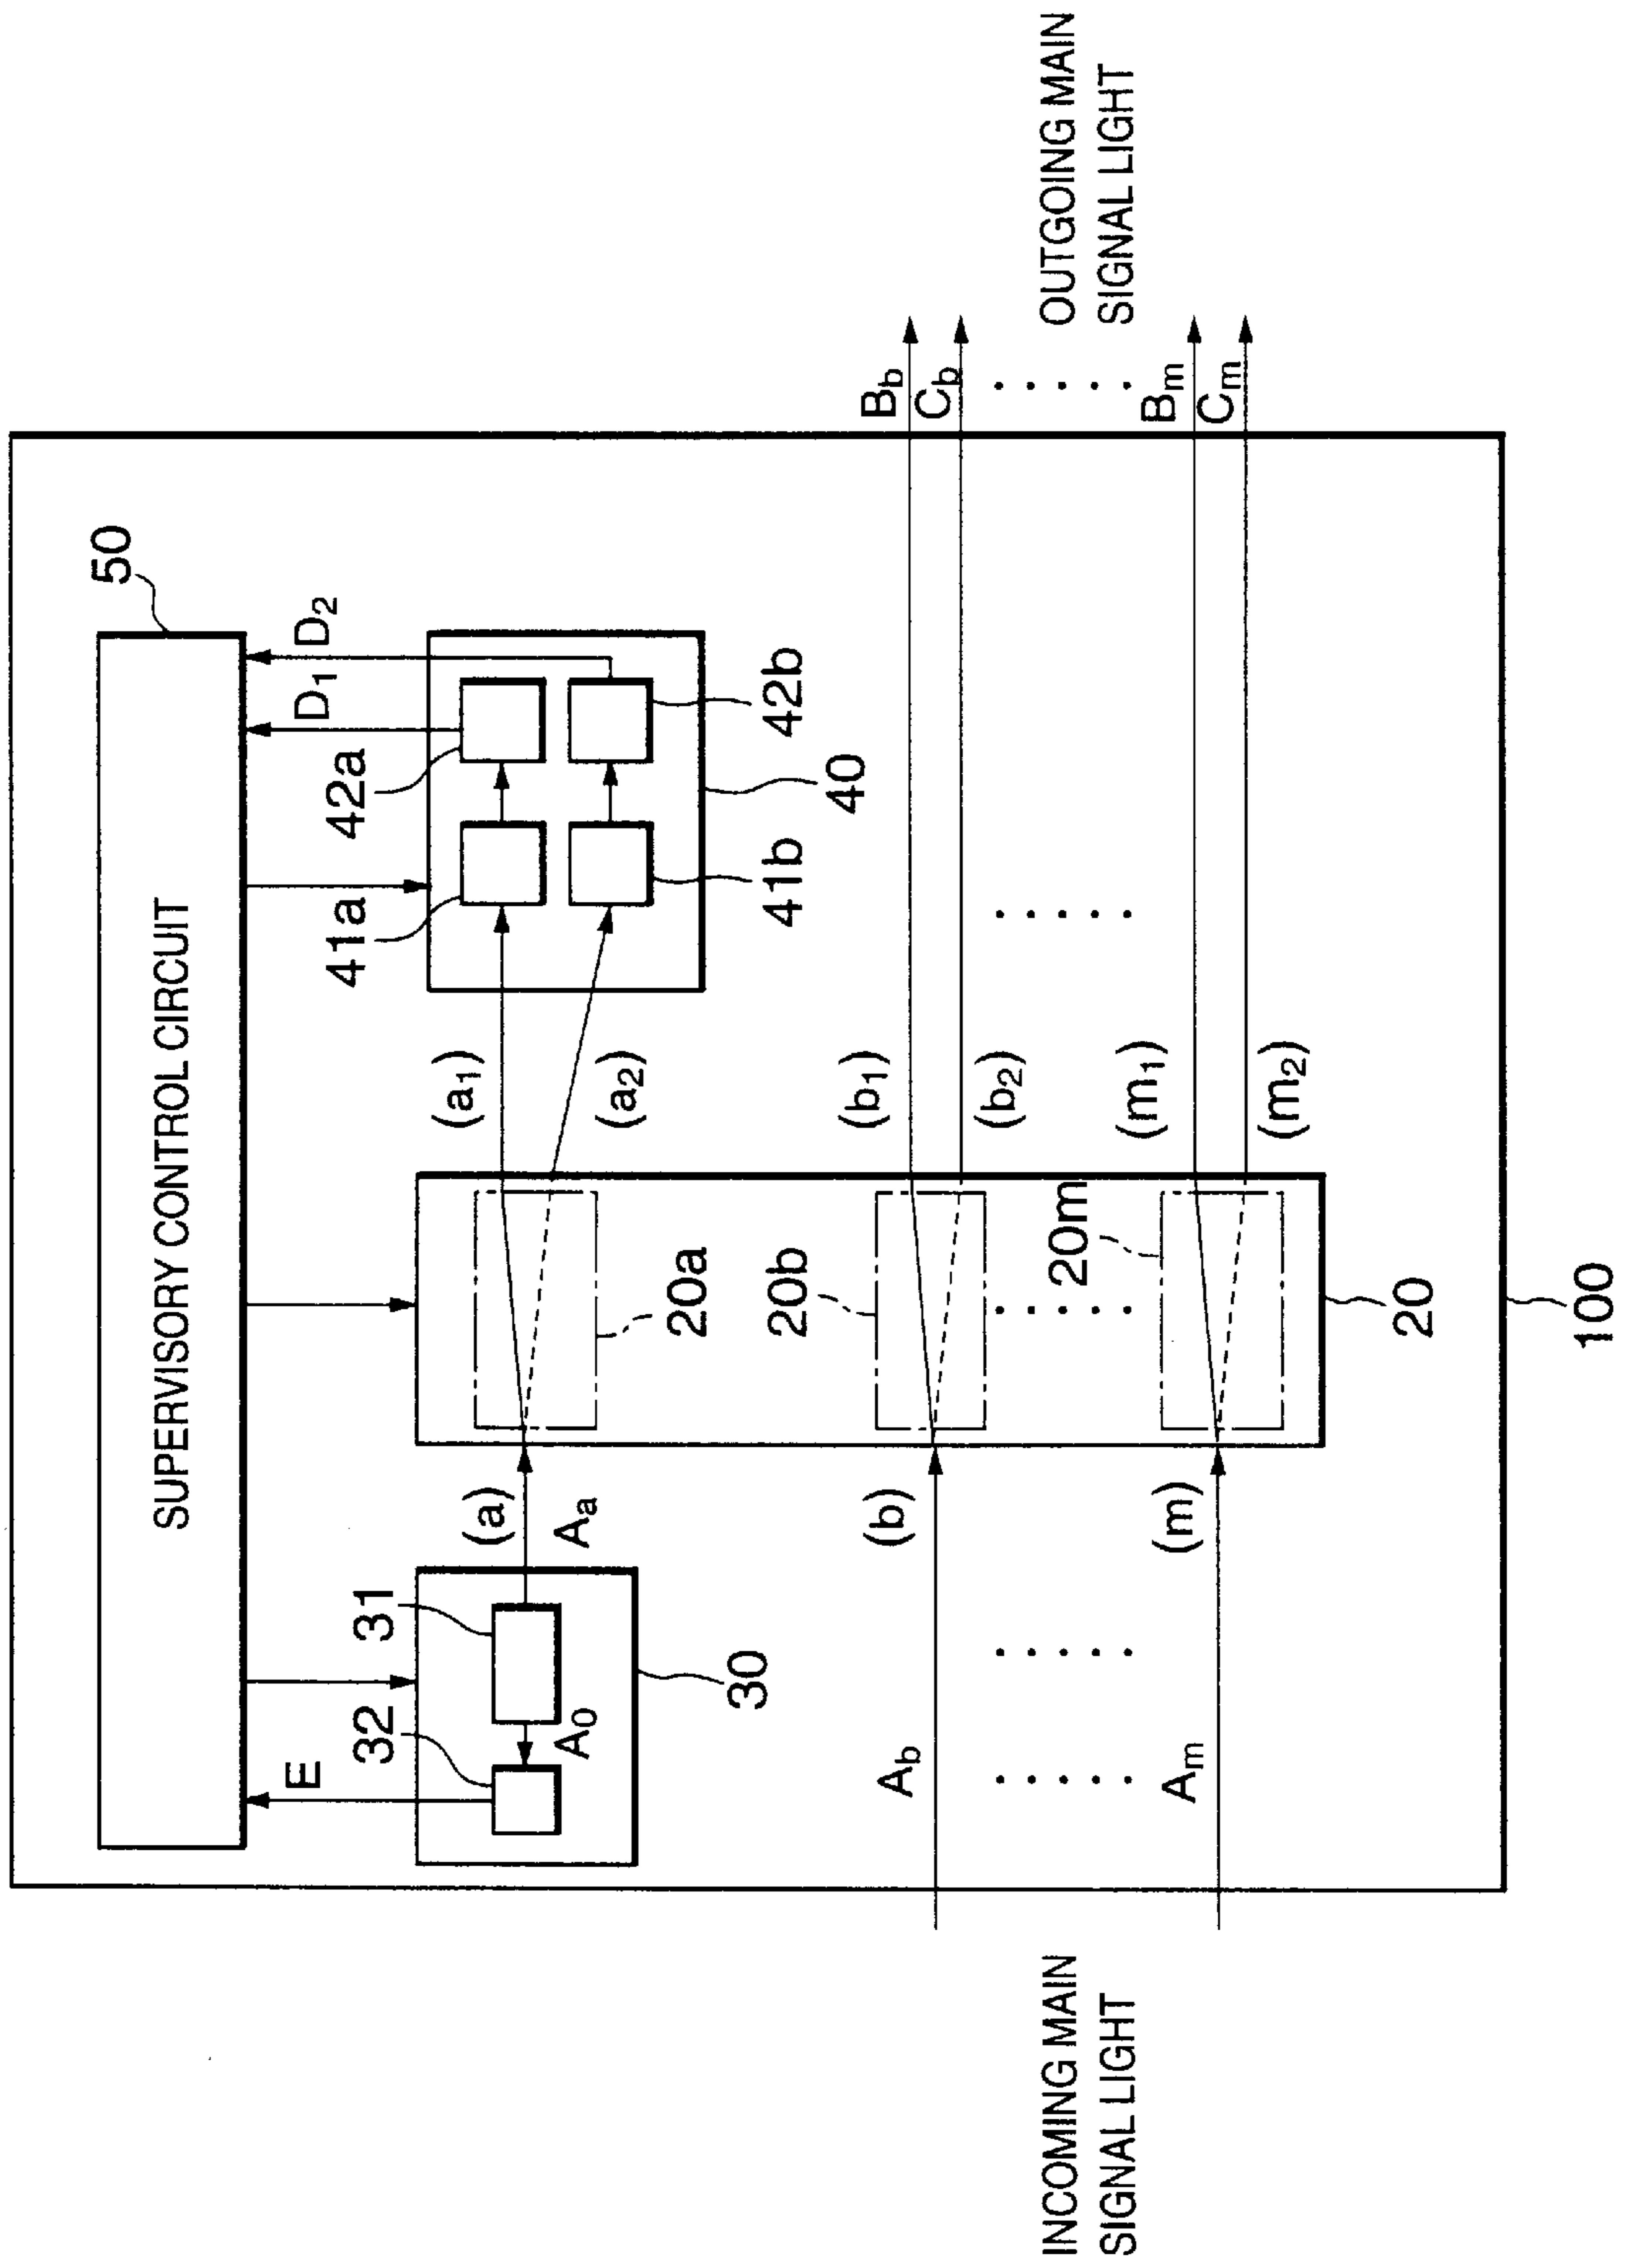 50
SUPERVISORY CONTROL CIRCUIT
E
D1
D2
32
31
41a
42a
A0
(a)
Aa
(a1)
(a2)
30
20a
41b
42b
40
20b
(b)
(b1)
(b2)
Ab
Bb
Cb
20m
(m)
(m1)
(m2)
Am
Bm
Cm
INCOMING MAIN
SIGNAL LIGHT
OUTGOING MAIN
SIGNAL LIGHT
20
100